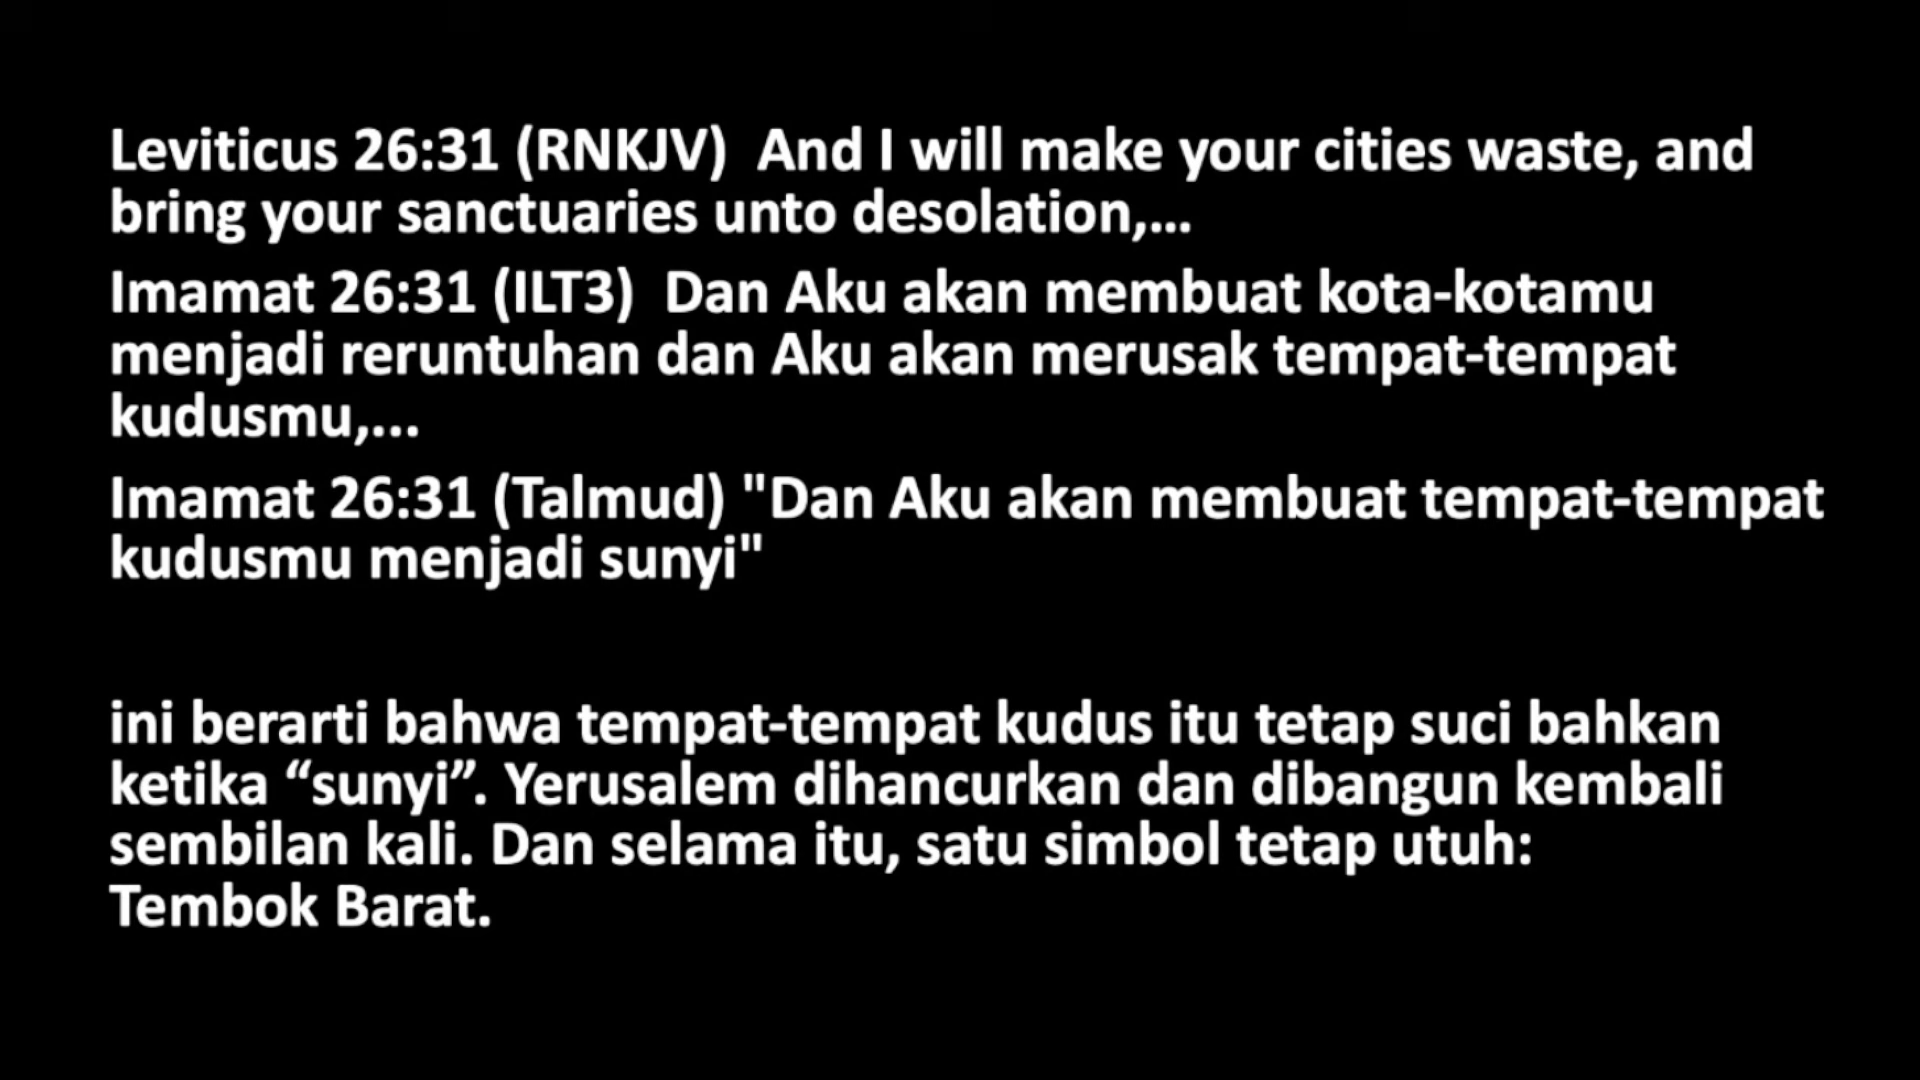 Leviticus 26:31 (RNKJV)  And I will make your cities waste, and
bring your sanctuaries unto desolation,...
Imamat 26:31 (ILT3)  Dan Aku akan membuat kota-kotamu
menjadi reruntuhan dan Aku akan merusak tempat-tempat
kudusmu,...
Imamat 26:31 (Talmud) "Dan Aku akan membuat tempat-tempat
kudusmu menjadi sunyi"
ini berarti bahwa tempat-tempat kudus itu tetap suci bahkan
ketika “sunyi”. Yerusalem dihancurkan dan dibangun kembali
sembilan kali. Dan selama itu, satu simbol tetap utuh:
Tembok Barat.